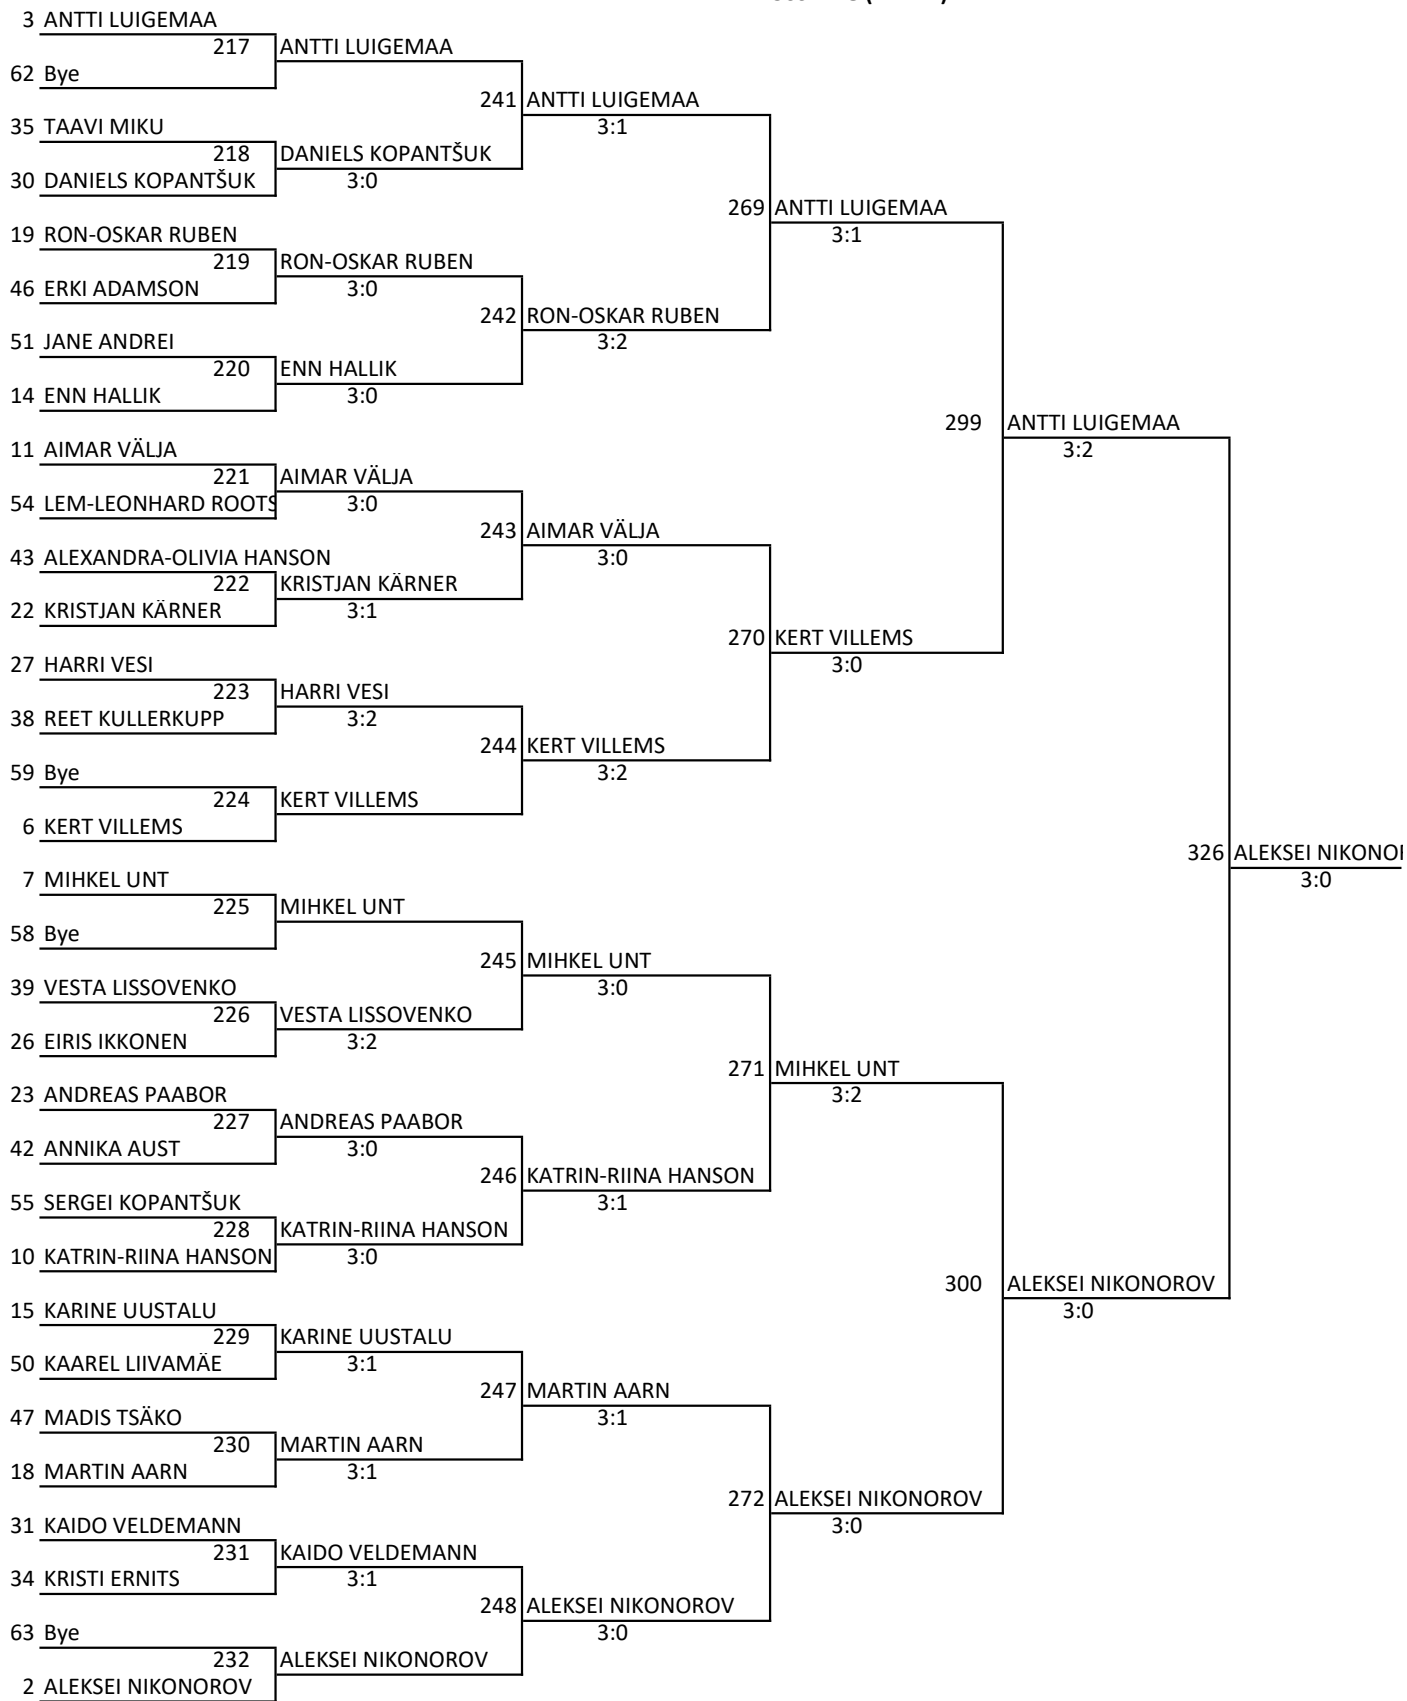 3 ANTTI LUIGEMAA
217 ANTTI LUIGEMAA
62 Bye
241 ANTTI LUIGEMAA
35 TAAVI MIKU 3:1
218 DANIELS KOPANTŠUK
30 DANIELS KOPANTŠUK 3:0
269 ANTTI LUIGEMAA
19 RON-OSKAR RUBEN 3:1
219 RON-OSKAR RUBEN
46 ERKI ADAMSON 3:0
242 RON-OSKAR RUBEN
51 JANE ANDREI 3:2
220 ENN HALLIK
14 ENN HALLIK 3:0
299 ANTTI LUIGEMAA
11 AIMAR VÄLJA 3:2
221 AIMAR VÄLJA
54 LEM-LEONHARD ROOTS 3:0
243 AIMAR VÄLJA
43 ALEXANDRA-OLIVIA HANSON 3:0
222 KRISTJAN KÄRNER
22 KRISTJAN KÄRNER 3:1
270 KERT VILLEMS
27 HARRI VESI 3:0
223 HARRI VESI
38 REET KULLERKUPP 3:2
244 KERT VILLEMS
59 Bye 3:2
224 KERT VILLEMS
6 KERT VILLEMS
326 ALEKSEI NIKONO
7 MIHKEL UNT 3:0
225 MIHKEL UNT
58 Bye
245 MIHKEL UNT
39 VESTA LISSOVENKO 3:0
226 VESTA LISSOVENKO
26 EIRIS IKKONEN 3:2
271 MIHKEL UNT
23 ANDREAS PAABOR 3:2
227 ANDREAS PAABOR
42 ANNIKA AUST 3:0
246 KATRIN-RIINA HANSON
55 SERGEI KOPANTŠUK 3:1
228 KATRIN-RIINA HANSON
10 KATRIN-RIINA HANSON 3:0
300 ALEKSEI NIKONOROV
15 KARINE UUSTALU 3:0
229 KARINE UUSTALU
50 KAAREL LIIVAMÄE 3:1
247 MARTIN AARN
47 MADIS TSÄKO 3:1
230 MARTIN AARN
18 MARTIN AARN 3:1
272 ALEKSEI NIKONOROV
31 KAIDO VELDEMANN 3:0
231 KAIDO VELDEMANN
34 KRISTI ERNITS 3:1
248 ALEKSEI NIKONOROV
63 Bye 3:0
232 ALEKSEI NIKONOROV
2 ALEKSEI NIKONOROV